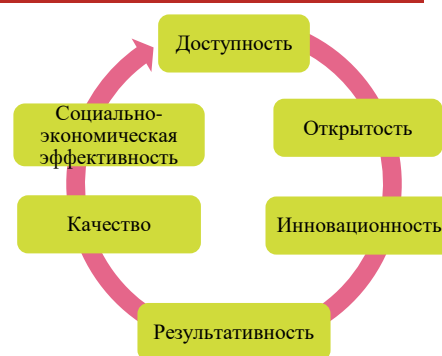 Доступность
Открытость
Инновационность
Результативность
Качество
Социально-
экономическая
эффективность